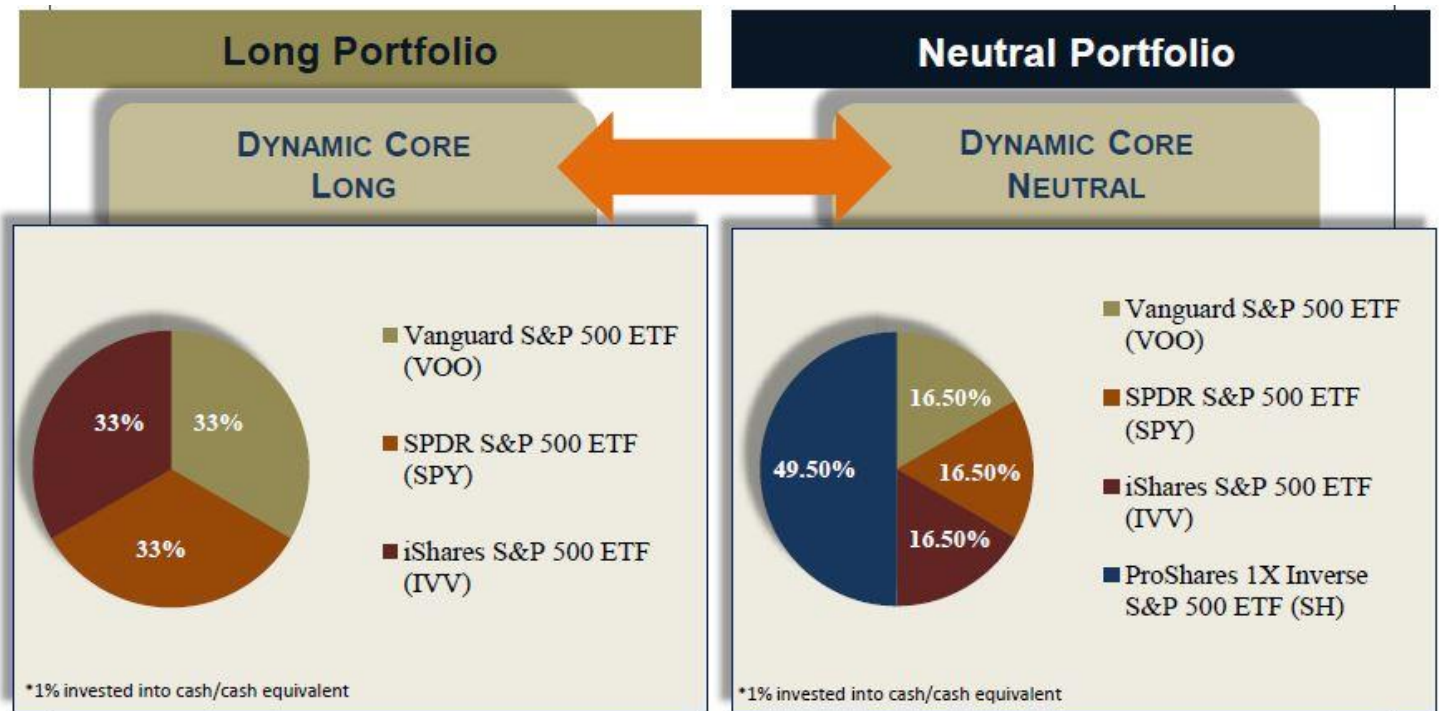 Long Portfolio
DYNAMIC CORE
LONG
33%
33%
33%
Vanguard S&P 500 ETF
(VOO)
SPDR S&P 500 ETF
(SPY)
iShares S&P 500 ETF
(IVV)
*1% invested into cash/cash equivalent
Neutral Portfolio
DYNAMIC CORE
NEUTRAL
16.50%
49.50%
16.50%
16.50%
Vanguard S&P 500 ETF
(VOO)
SPDR S&P 500 ETF
(SPY)
iShares S&P 500 ETF
(IVV)
ProShares 1X Inverse
S&P 500 ETF (SH)
*1% invested into cash/cash equivalent